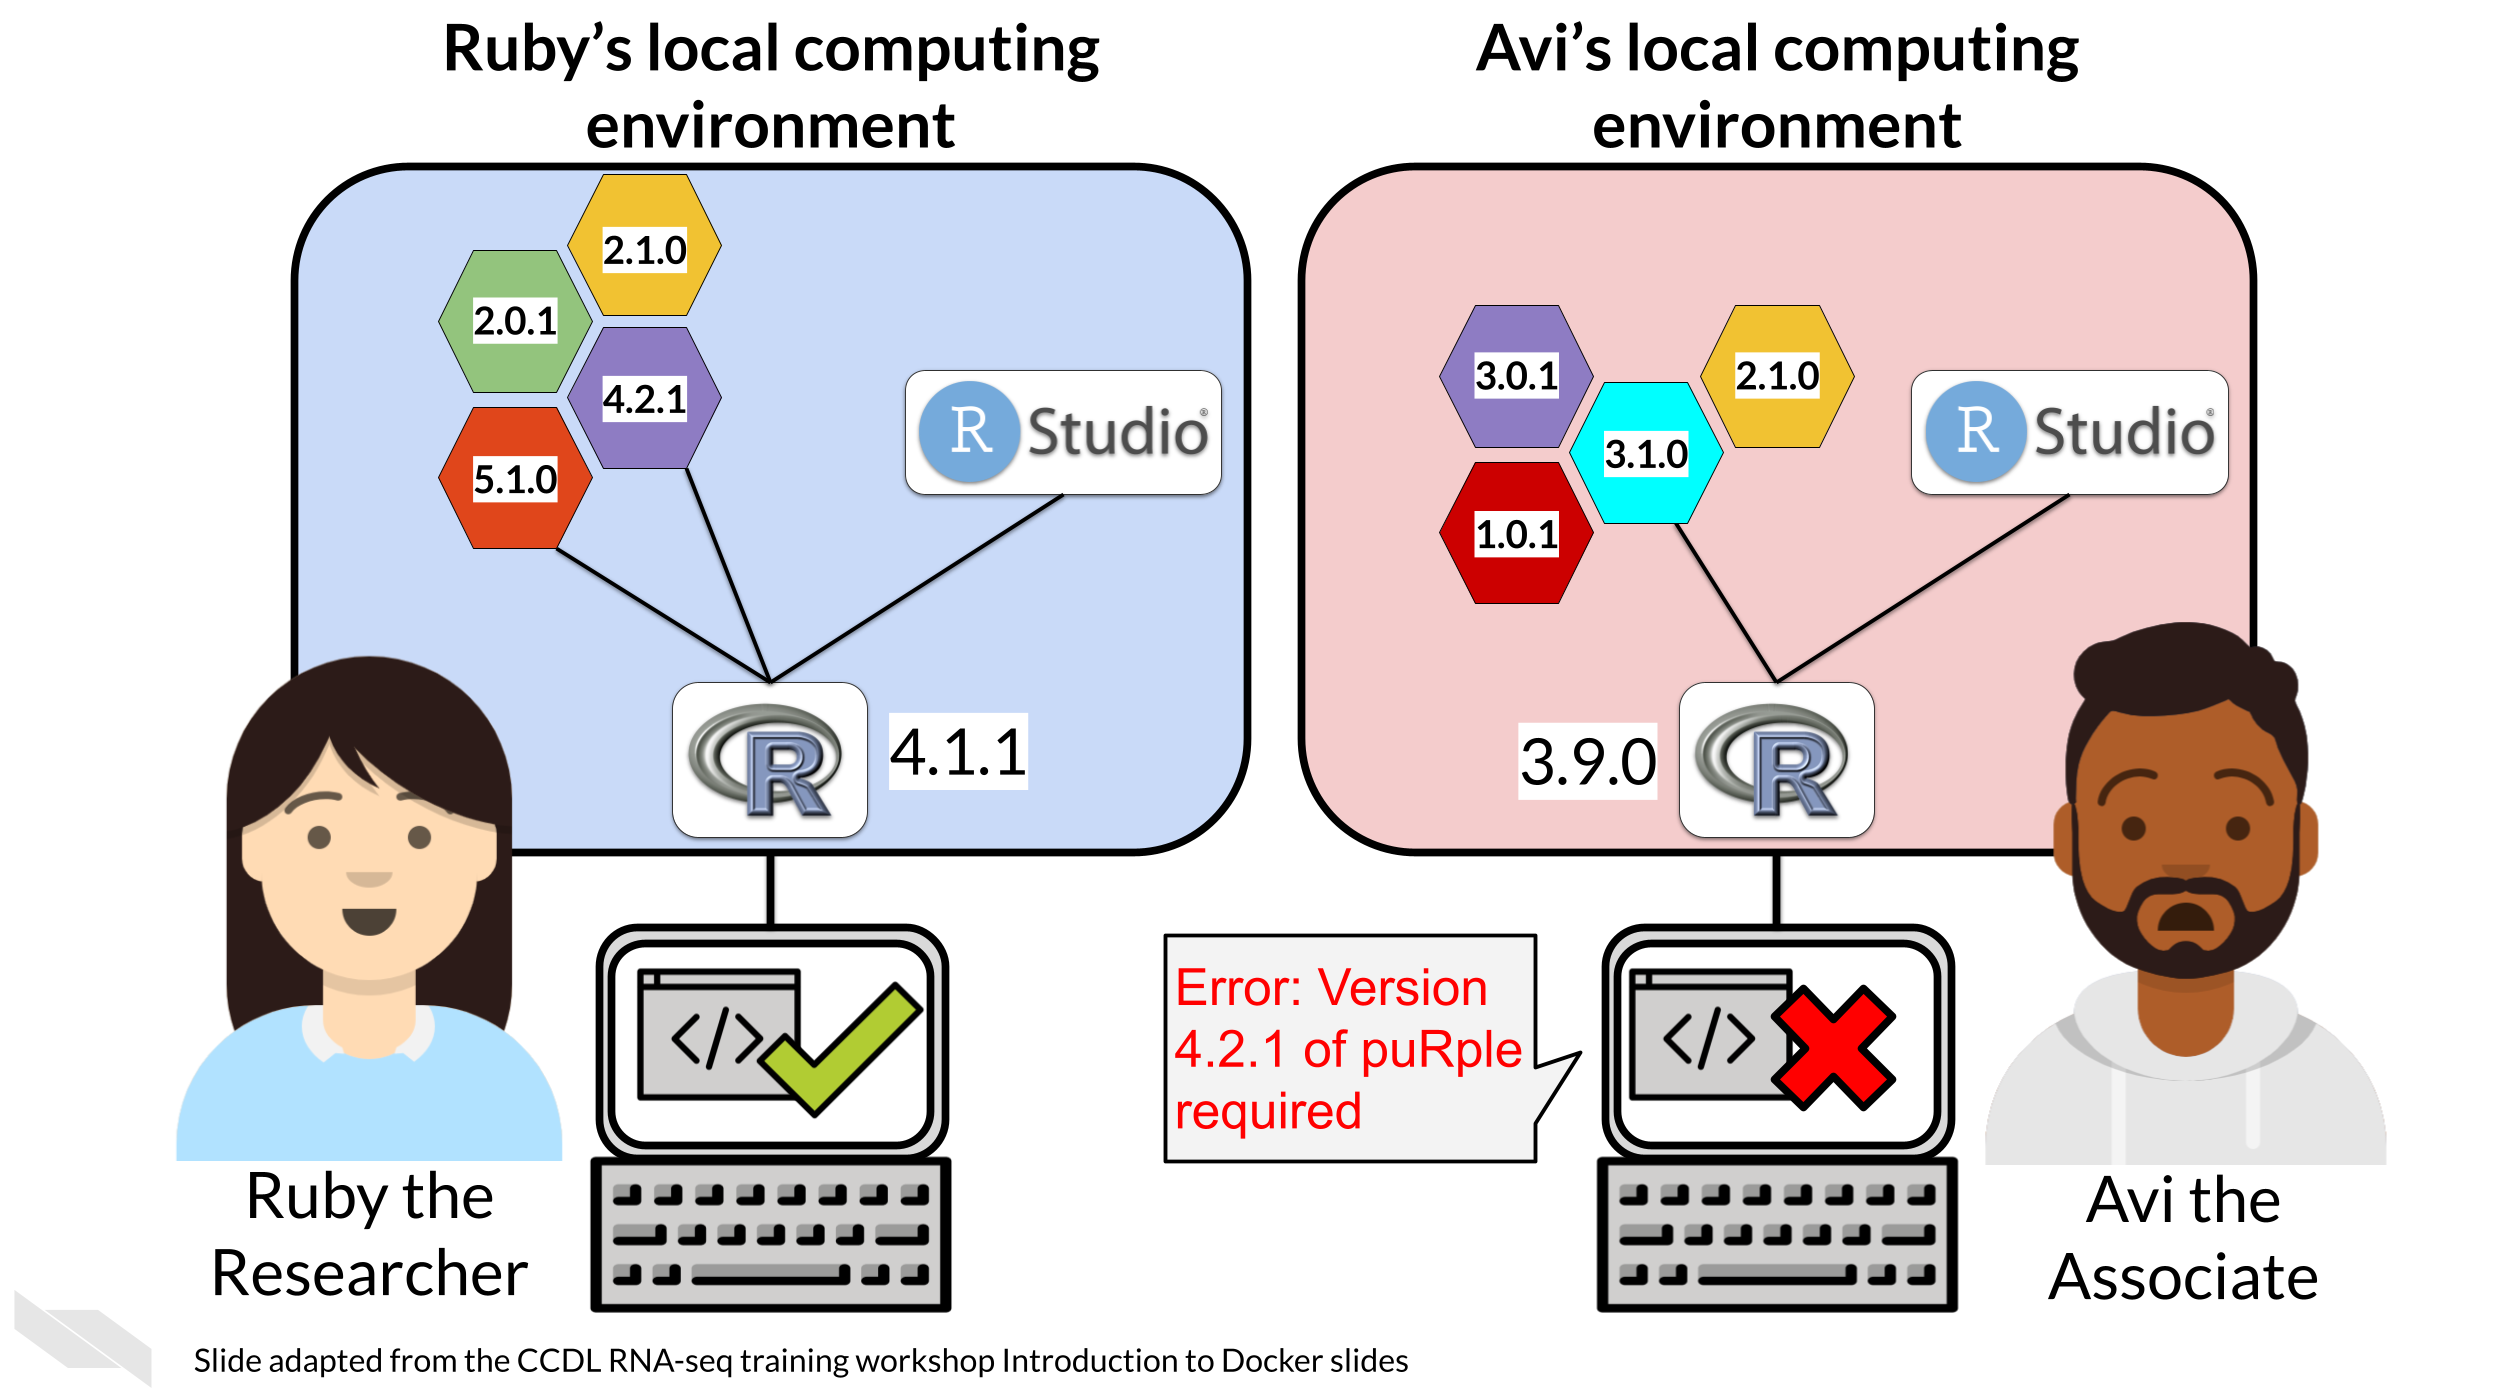 Ruby’s local computing
environment
Avi’s local computing
environment
2.1.0
2.0.1
4.2.1
5.1.0
R Studio®
R
4.1.1
3.0.1
2.1.0
3.1.0
1.0.1
R Studio®
3.9.0
R
</>
Error: Version
4.2.1 of puRple
required
</>
Ruby the
Researcher
Avi the
Associate
Slide adapted from the CCDL RNA-seq training workshop Introduction to Docker slides